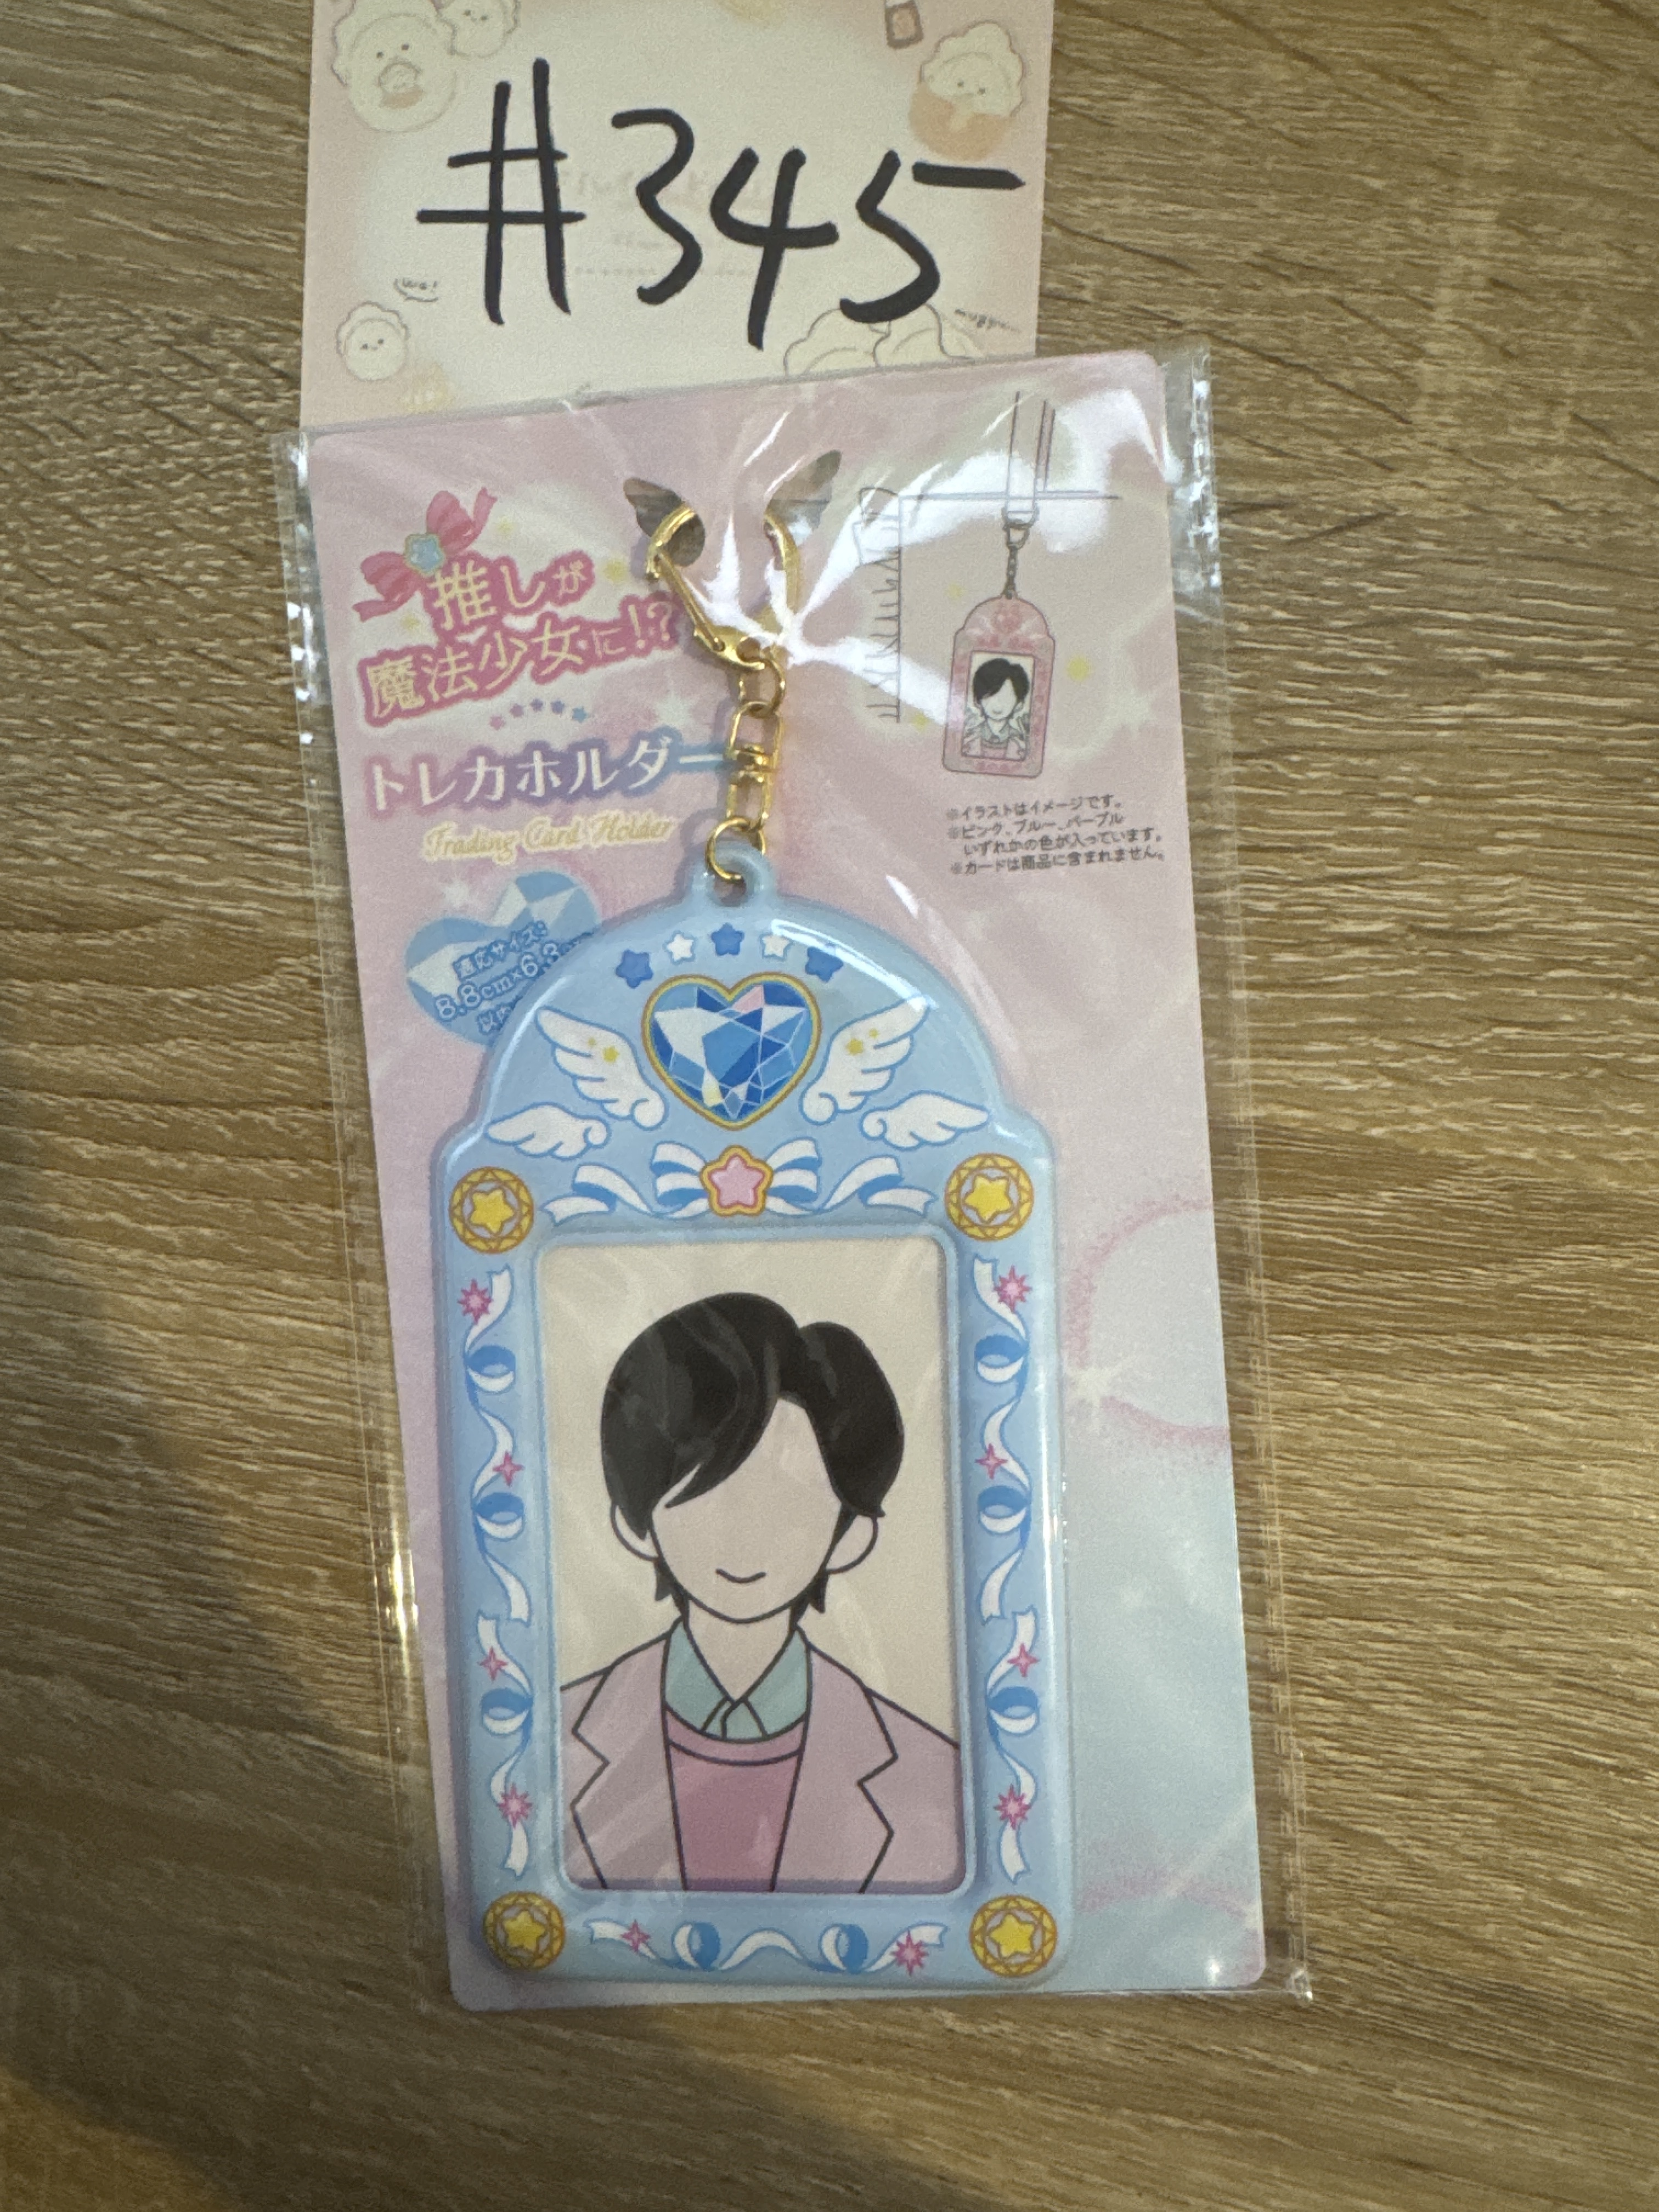 #345
推しが
魔法少女に!?
トレカホルダー
Trading Card Holder
適応サイズ:
8.8cm×6.3
※イラストはイメージです。
※ピンク、ブルー、パープル
いずれかの色が入っています。
※カードは商品に含まれません。